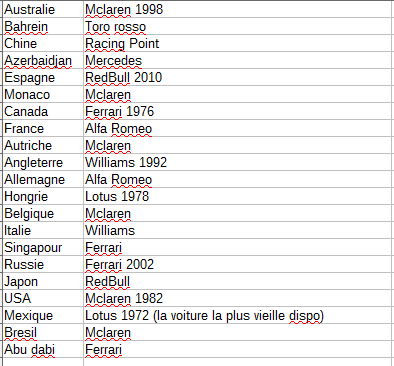 Australie Mclaren 1998
Bahrein Toro rosso
Chine Racing Point
Azerbaidjan Mercedes
Espagne RedBull 2010
Monaco Mclaren
Canada Ferrari 1976
France Alfa Romeo
Autriche Mclaren
Angleterre Williams 1992
Allemagne Alfa Romeo
Hongrie Lotus 1978
Belgique Mclaren
Italie Williams
Singapour Ferrari
Russie Ferrari 2002
Japon RedBull
USA Mclaren 1982
Mexique Lotus 1972 (la voiture la plus vieille dispo)
Bresil Mclaren
Abu dabi Ferrari